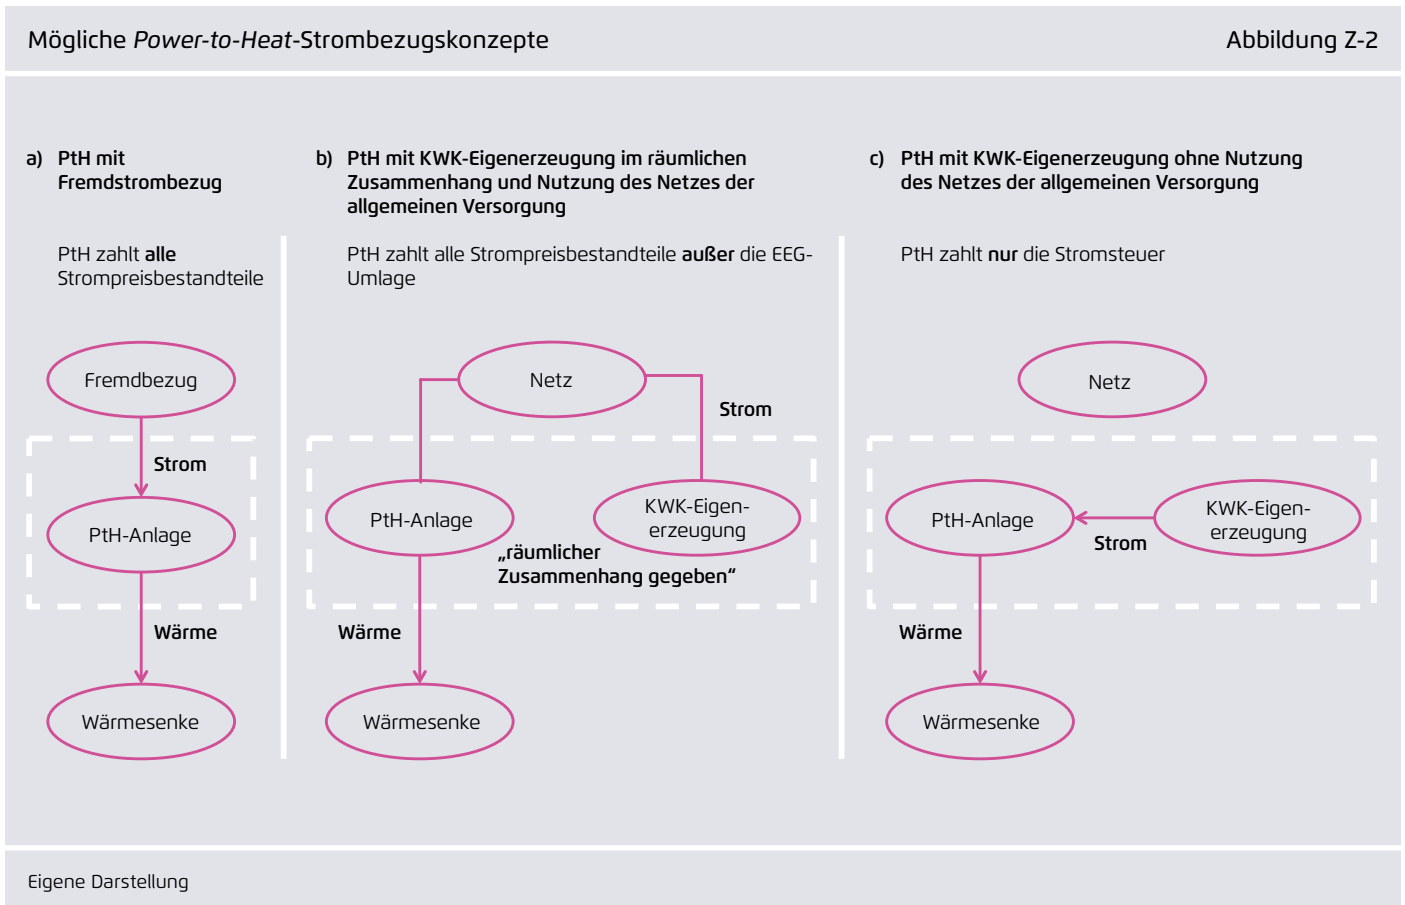 Mögliche Power-to-Heat-Strombezugskonzepte
Abbildung Z-2
a) PtH mit
Fremdstrombezug
PtH zahlt alle
Strompreisbestandteile
Fremdbezug
Strom
PtH-Anlage
Wärme
Wärmesenke
b) PtH mit KWK-Eigenerzeugung im räumlichen
Zusammenhang und Nutzung des Netzes der
allgemeinen Versorgung
PtH zahlt alle Strompreisbestandteile außer die EEG-
Umlage
Netz
Strom
PtH-Anlage
KWK-Eigen-
erzeugung
„räumlicher
Zusammenhang gegeben“
Wärme
Wärmesenke
c) PtH mit KWK-Eigenerzeugung ohne Nutzung
des Netzes der allgemeinen Versorgung
PtH zahlt nur die Stromsteuer
Netz
PtH-Anlage
KWK-Eigen-
erzeugung
Strom
Wärme
Wärmesenke
Eigene Darstellung